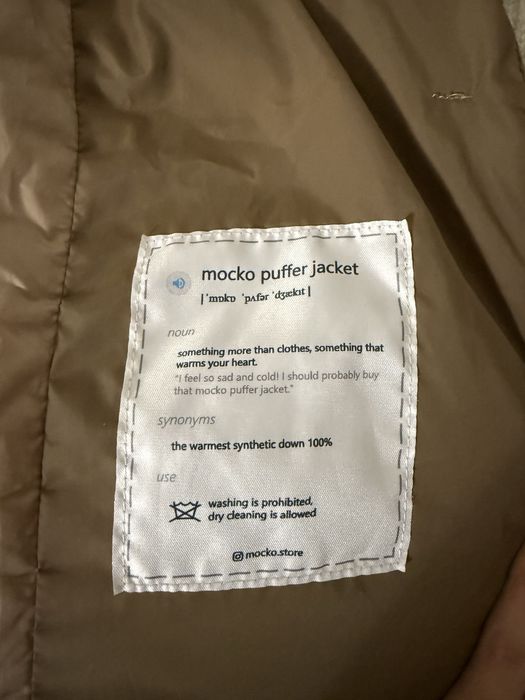 mocko puffer jacket
|ˈmɒkɒ ˈpʌfər ˈdʒækɪt|
noun
something more than clothes, something that
warms your heart.
"I feel so sad and cold! I should probably buy
that mocko puffer jacket."
synonyms
the warmest synthetic down 100%
use
washing is prohibited,
dry cleaning is allowed
mocko.store